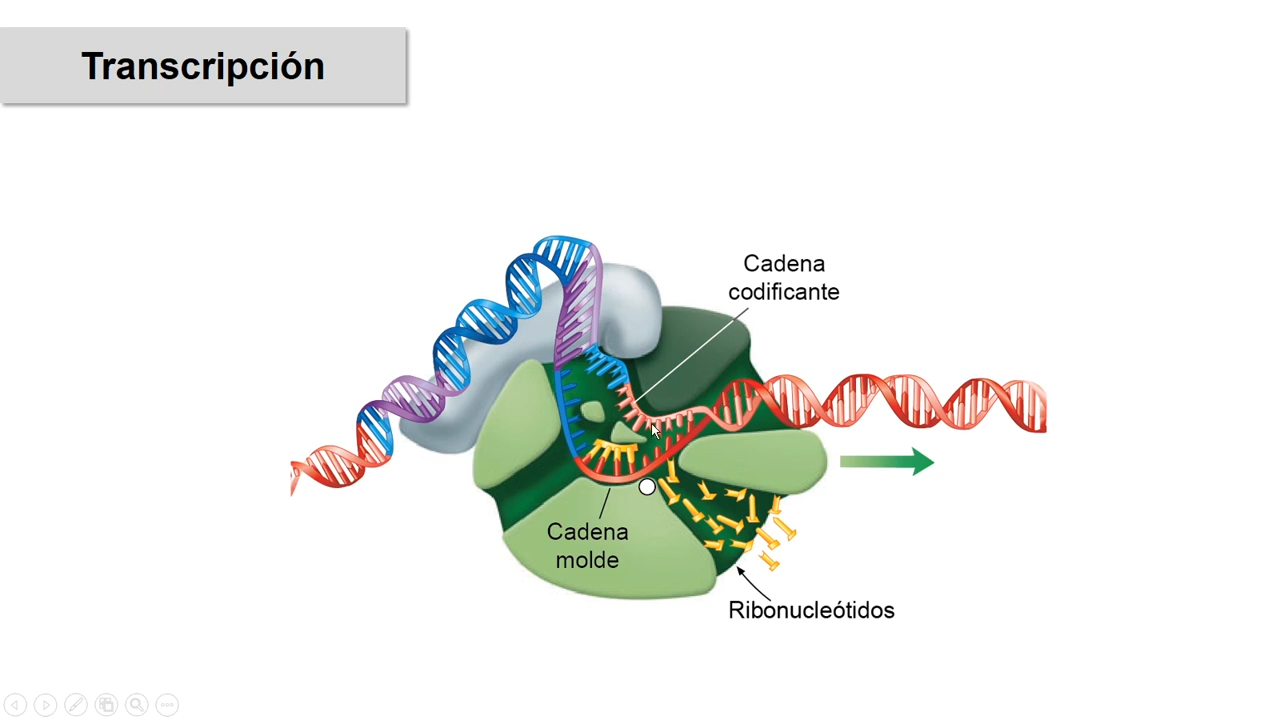 Transcripción
Cadena
codificante
Cadena
molde
Ribonucleótidos